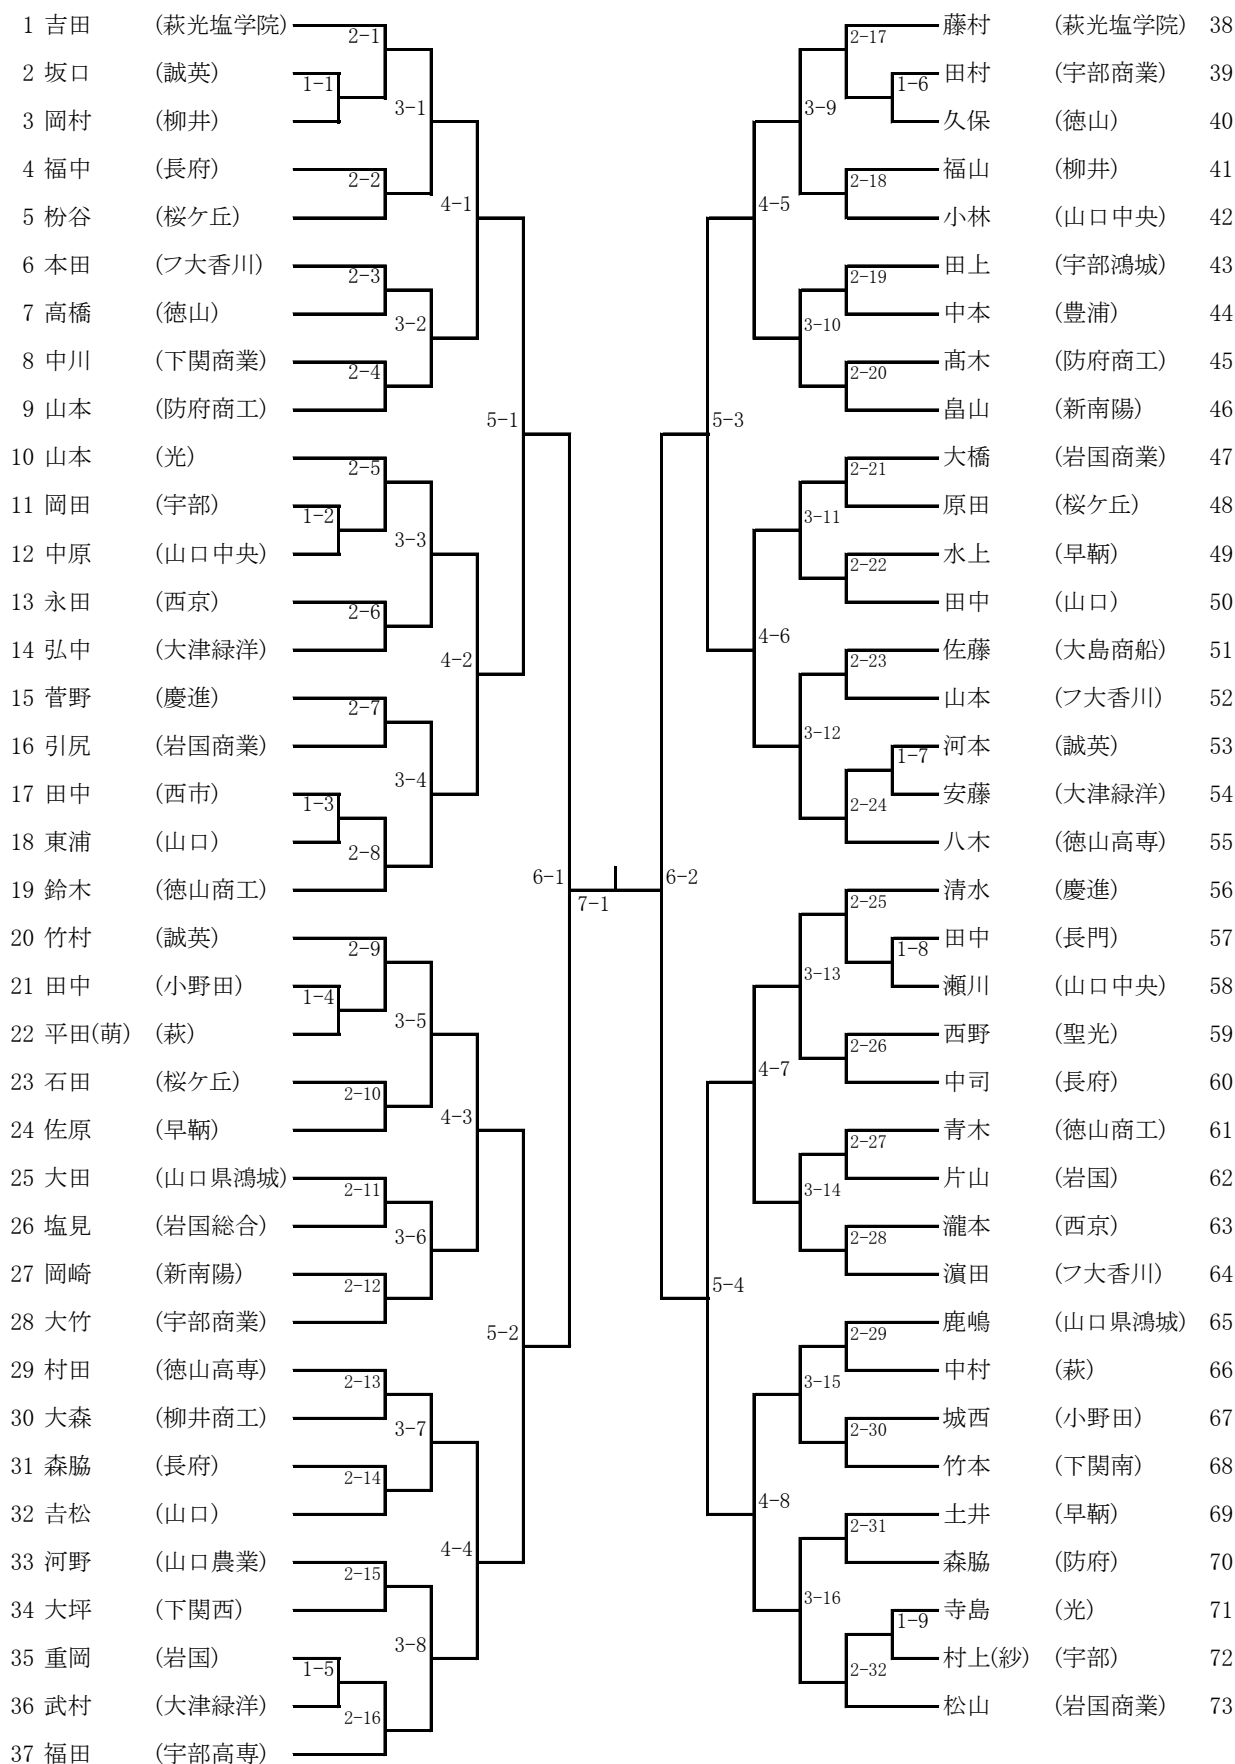 1 吉田 (萩光塩学院)
2 坂口 (誠英)
3 岡村 (柳井)
4 福中 (長府)
5 枌谷 (桜ケ丘)
6 本田 (フ大香川)
7 高橋 (徳山)
8 中川 (下関商業)
9 山本 (防府商工)
10 山本 (光)
11 岡田 (宇部)
12 中原 (山口中央)
13 永田 (西京)
14 弘中 (大津緑洋)
15 菅野 (慶進)
16 引尻 (岩国商業)
17 田中 (西市)
18 東浦 (山口)
19 鈴木 (徳山商工)
20 竹村 (誠英)
21 田中 (小野田)
22 平田(萌) (萩)
23 石田 (桜ケ丘)
24 佐原 (早鞆)
25 大田 (山口県鴻城)
26 塩見 (岩国総合)
27 岡崎 (新南陽)
28 大竹 (宇部商業)
29 村田 (徳山高専)
30 大森 (柳井商工)
31 森脇 (長府)
32 𠮷松 (山口)
33 河野 (山口農業)
34 大坪 (下関西)
35 重岡 (岩国)
36 武村 (大津緑洋)
37 福田 (宇部高専)
1-1
1-2
1-3
1-4
1-5
2-1
2-2
2-3
2-4
2-5
2-6
2-7
2-8
2-9
2-10
2-11
2-12
2-13
2-14
2-15
2-16
3-1
3-2
3-3
3-4
3-5
3-6
3-7
3-8
4-1
4-2
4-3
4-4
5-1
5-2
6-1
7-1
6-2
5-3
5-4
4-5
4-6
4-7
4-8
3-9
3-10
3-11
3-12
3-13
3-14
3-15
3-16
2-17
2-18
2-19
2-20
2-21
2-22
2-23
2-24
2-25
2-26
2-27
2-28
2-29
2-30
2-31
2-32
1-6
1-7
1-8
1-9
藤村 (萩光塩学院) 38
田村 (宇部商業) 39
久保 (徳山) 40
福山 (柳井) 41
小林 (山口中央) 42
田上 (宇部鴻城) 43
中本 (豊浦) 44
髙木 (防府商工) 45
畠山 (新南陽) 46
大橋 (岩国商業) 47
原田 (桜ケ丘) 48
水上 (早鞆) 49
田中 (山口) 50
佐藤 (大島商船) 51
山本 (フ大香川) 52
河本 (誠英) 53
安藤 (大津緑洋) 54
八木 (徳山高専) 55
清水 (慶進) 56
田中 (長門) 57
瀬川 (山口中央) 58
西野 (聖光) 59
中司 (長府) 60
青木 (徳山商工) 61
片山 (岩国) 62
瀧本 (西京) 63
濵田 (フ大香川) 64
鹿嶋 (山口県鴻城) 65
中村 (萩) 66
城西 (小野田) 67
竹本 (下関南) 68
土井 (早鞆) 69
森脇 (防府) 70
寺島 (光) 71
村上(紗) (宇部) 72
松山 (岩国商業) 73